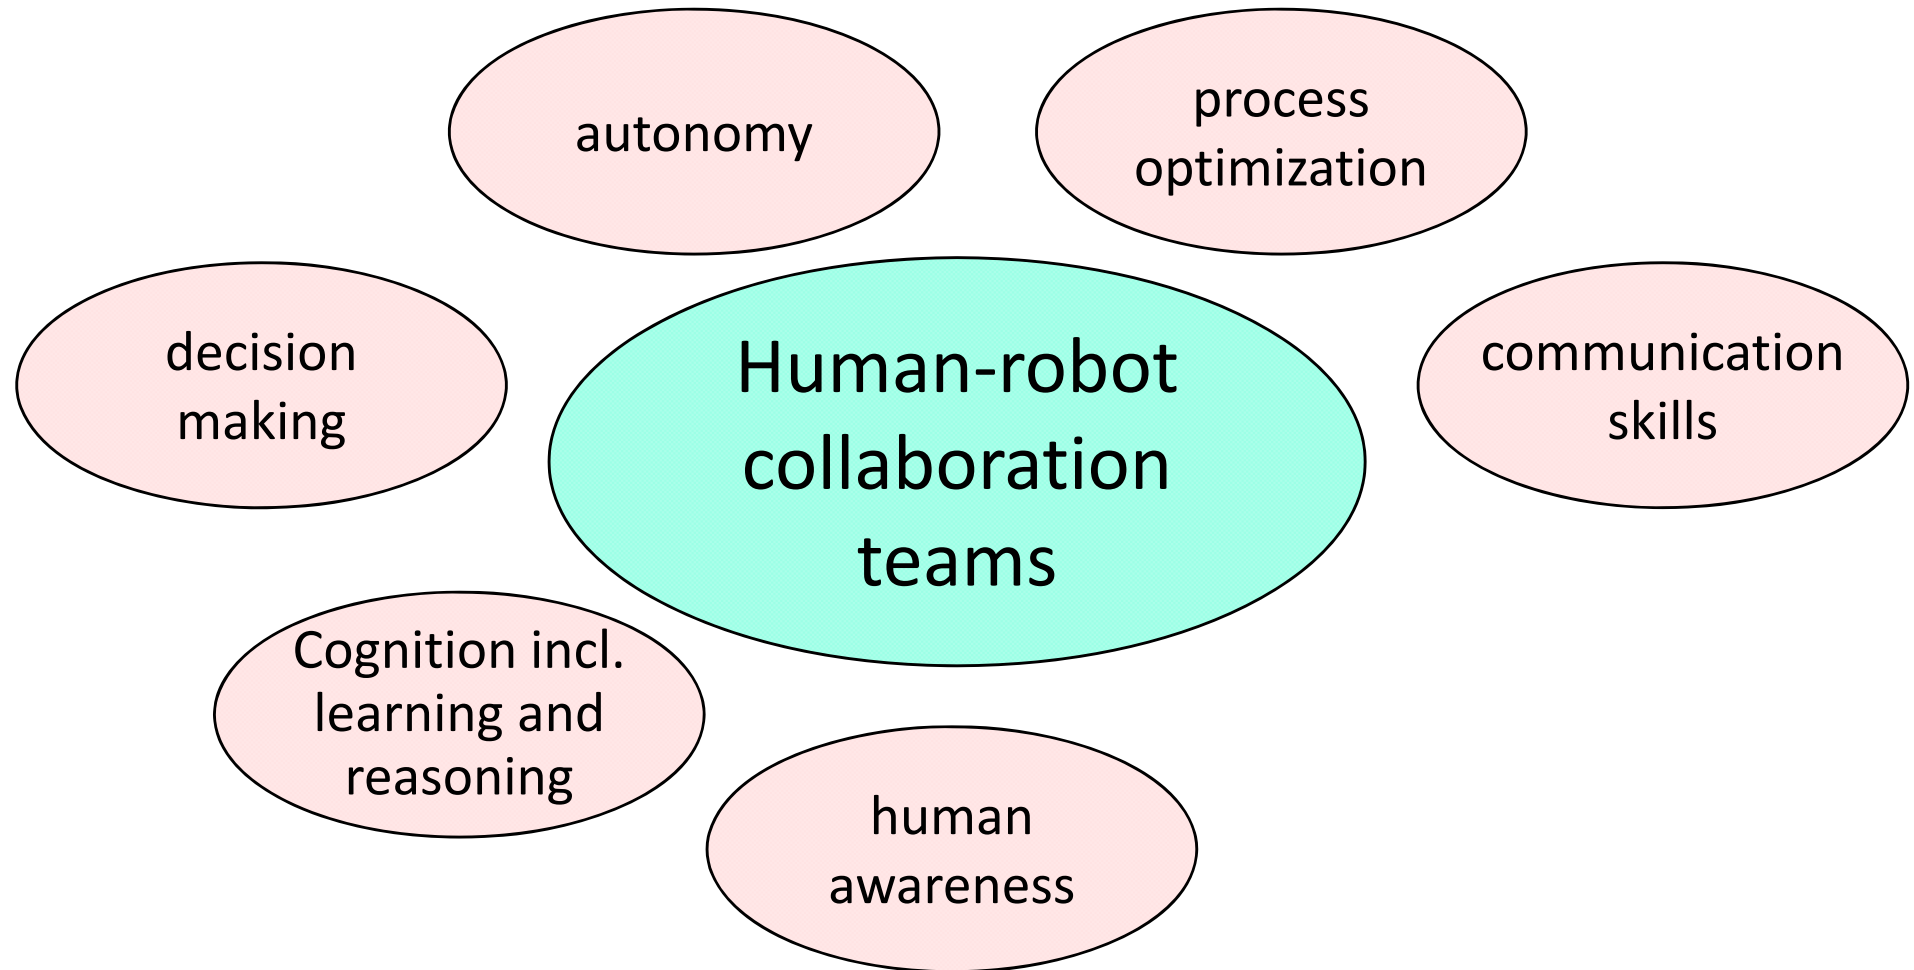 autonomy
process
optimization
decision
making
Human-robot
collaboration
teams
communication
skills
Cognition incl.
learning and
reasoning
human
awareness